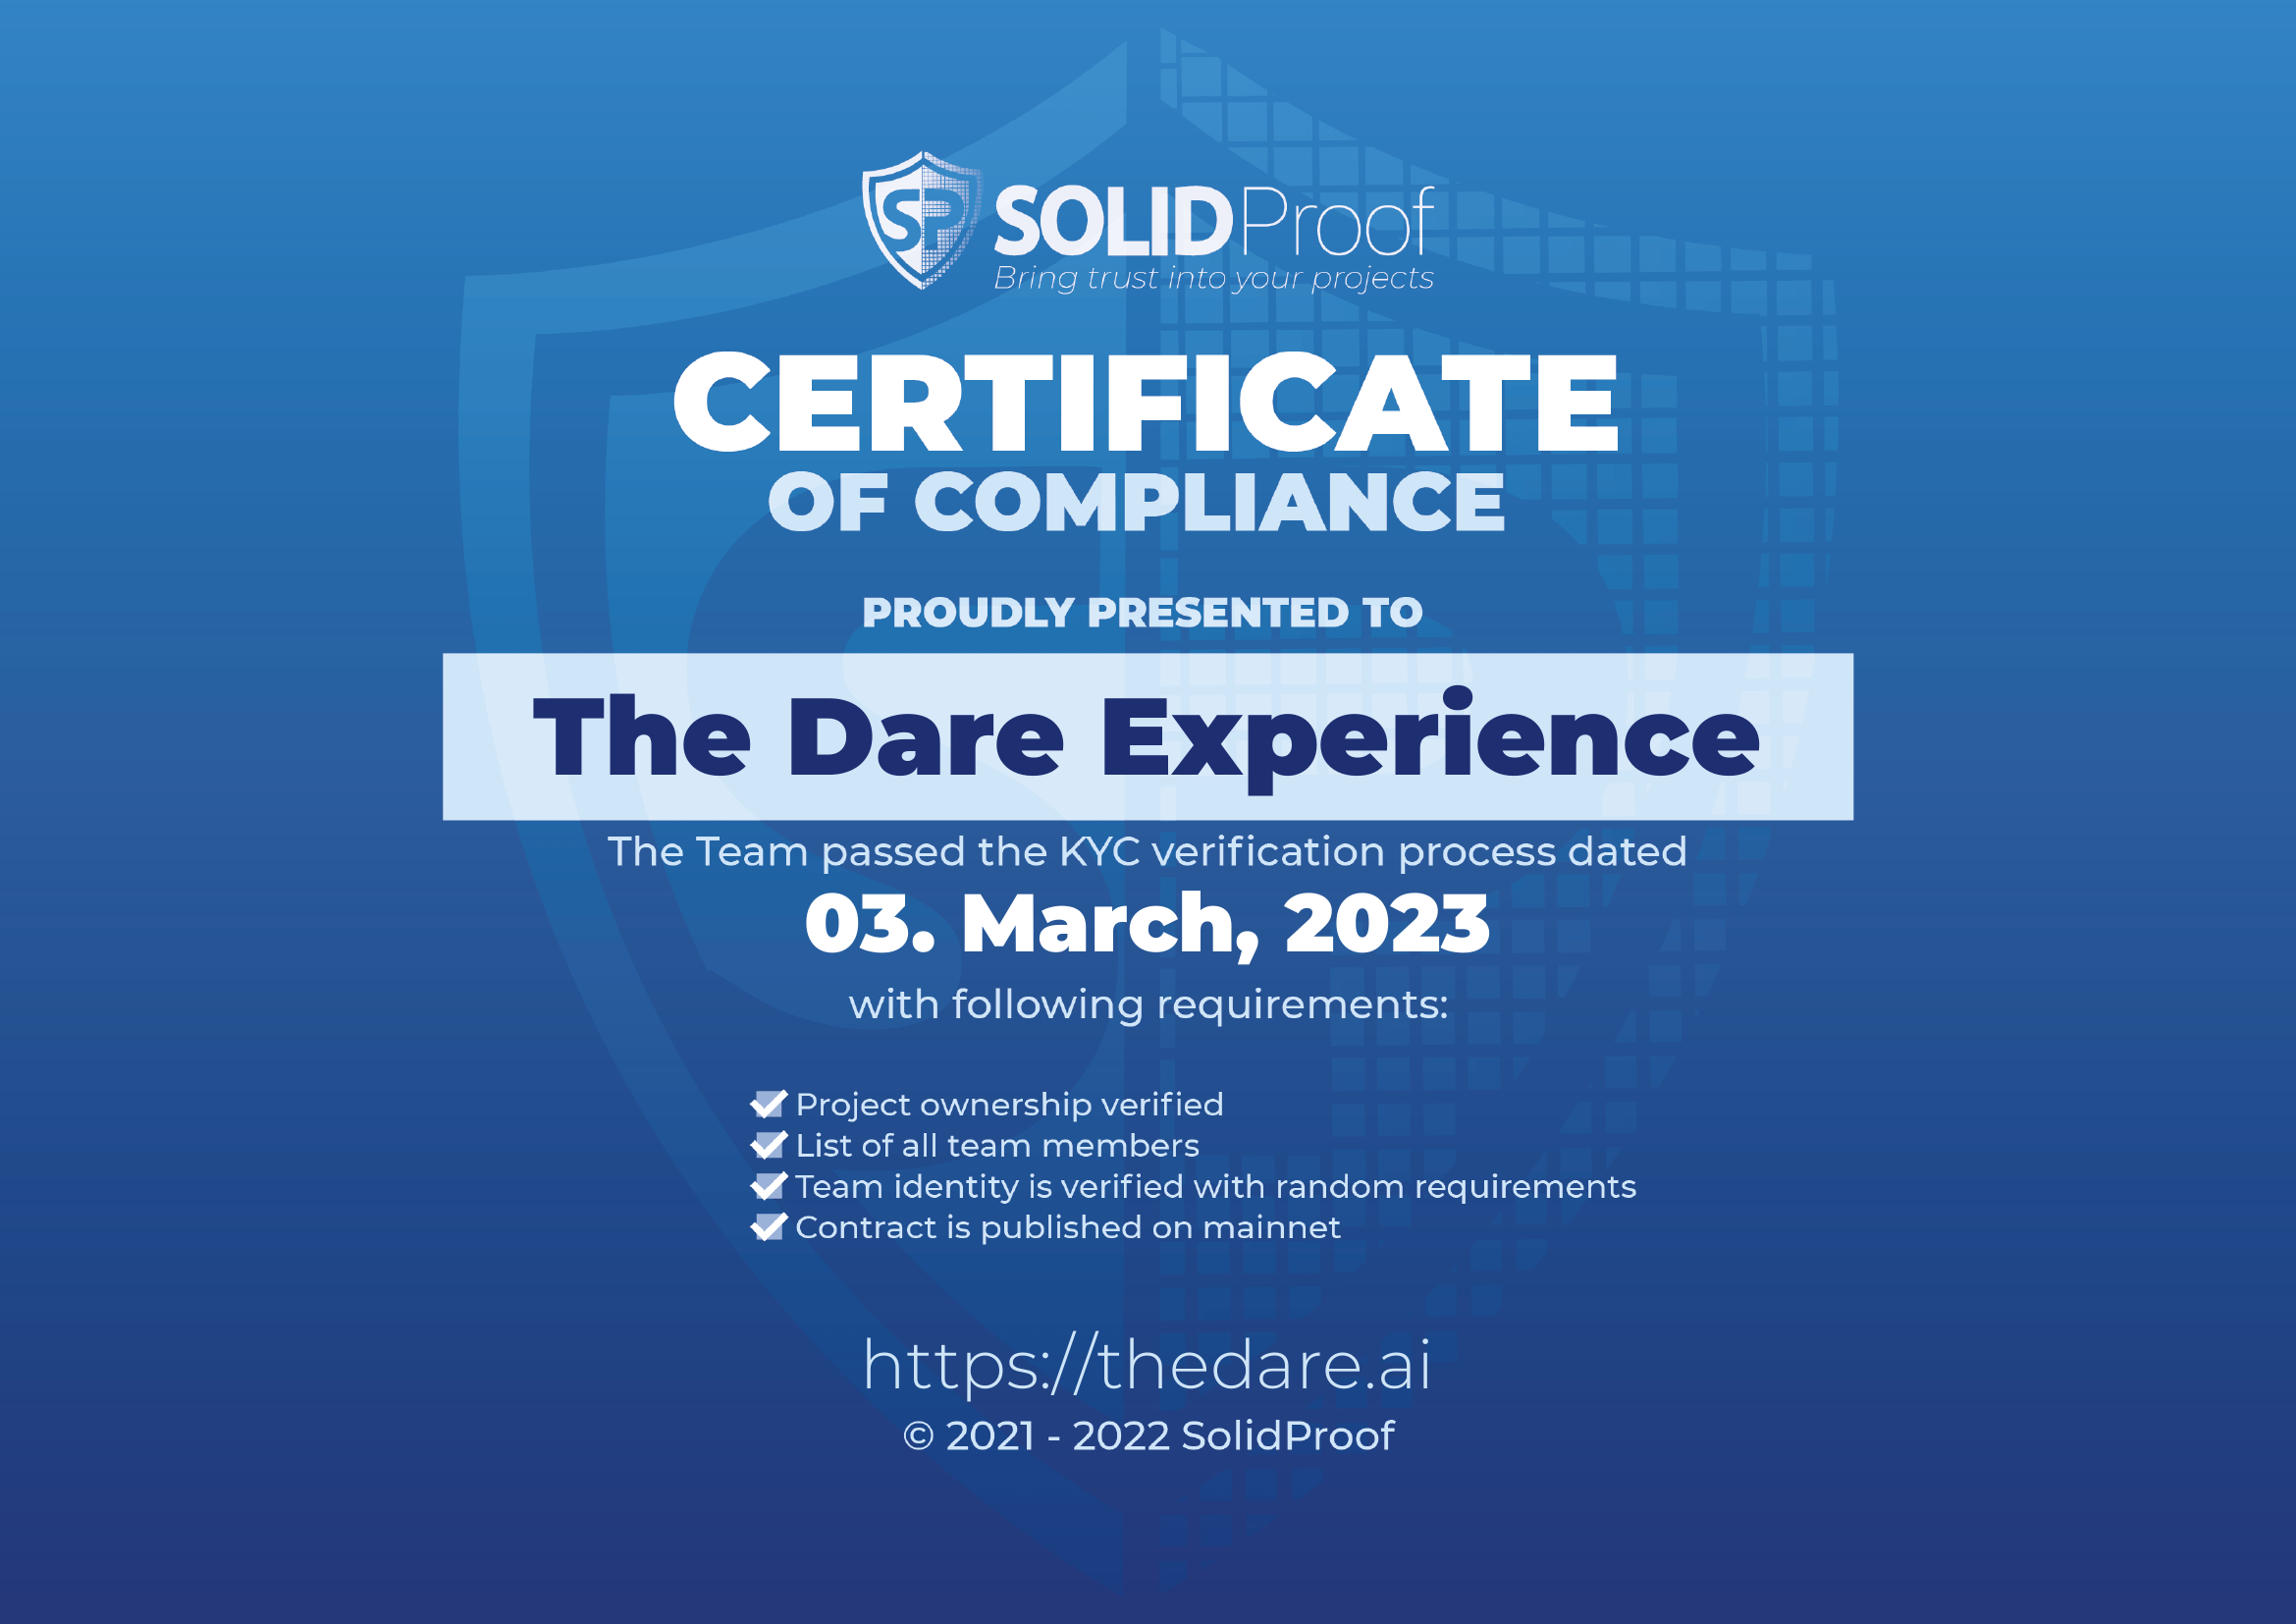 SP SOLIDProof
Bring trust into your projects
CERTIFICATE
OF COMPLIANCE
PROUDLY PRESENTED TO
The Dare Experience
The Team passed the KYC verification process dated
03. March, 2023
with following requirements:
Project ownership verified
List of all team members
Team identity is verified with random requirements
Contract is published on mainnet
https://thedare.ai
© 2021 - 2022 SolidProof